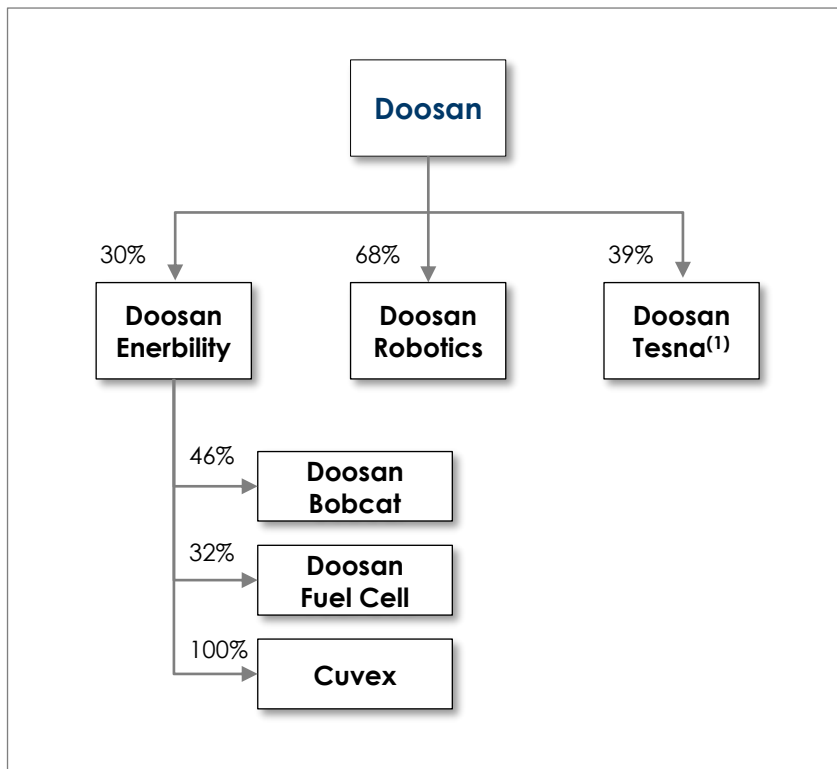 Doosan
30%
68%
39%
Doosan
Enerbility
Doosan
Robotics
Doosan
Tesna(1)
46%
Doosan
Bobcat
32%
Doosan
Fuel Cell
100%
Cuvex